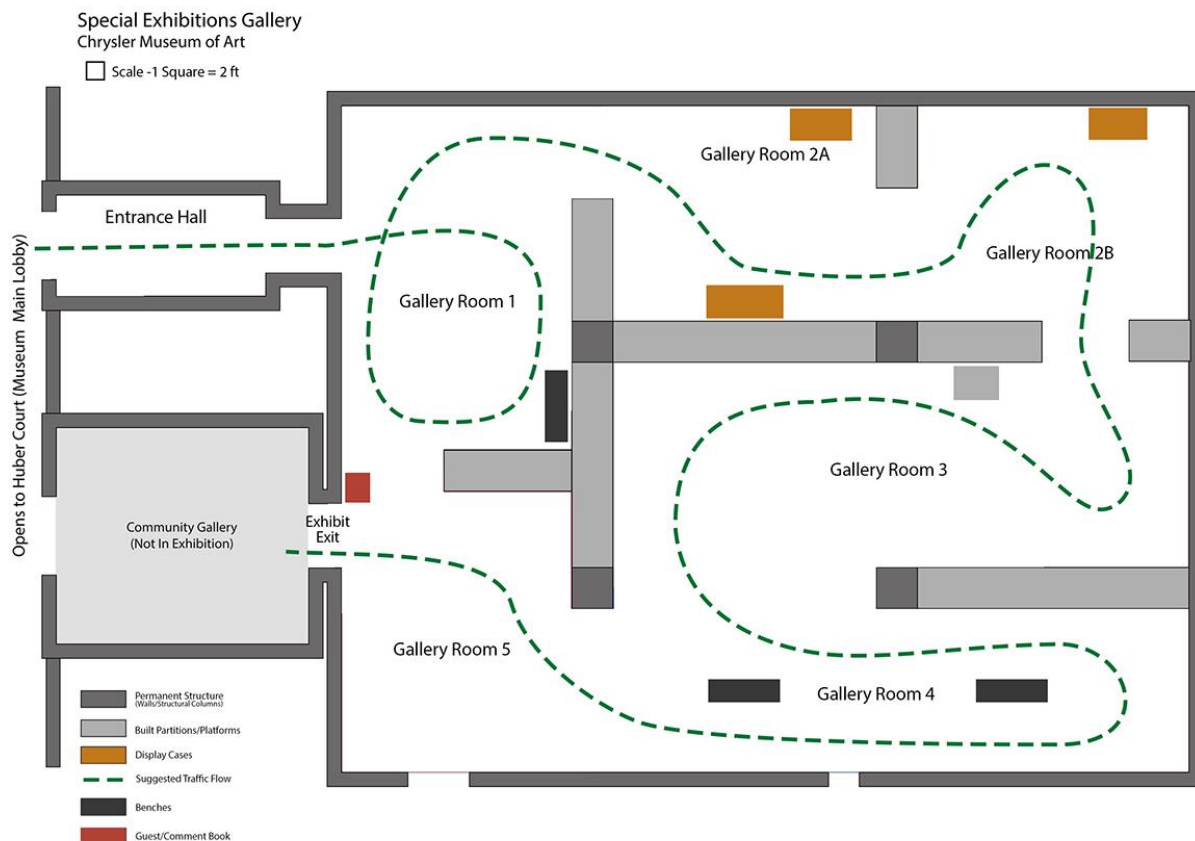 Special Exhibitions Gallery
Chrysler Museum of Art
Scale -1 Square = 2 ft
Gallery Room 2A
Entrance Hall
Gallery Room 2B
Gallery Room 1
Opens to Huber Court (Museum Main Lobby)
Gallery Room 3
Community Gallery
(Not In Exhibition)
Exhibit
Exit
Gallery Room 5
Gallery Room 4
Permanent Structure
(Walls/Structural Columns)
Built Partitions/Platforms
Display Cases
Suggested Traffic Flow
Benches
Guest/Comment Book